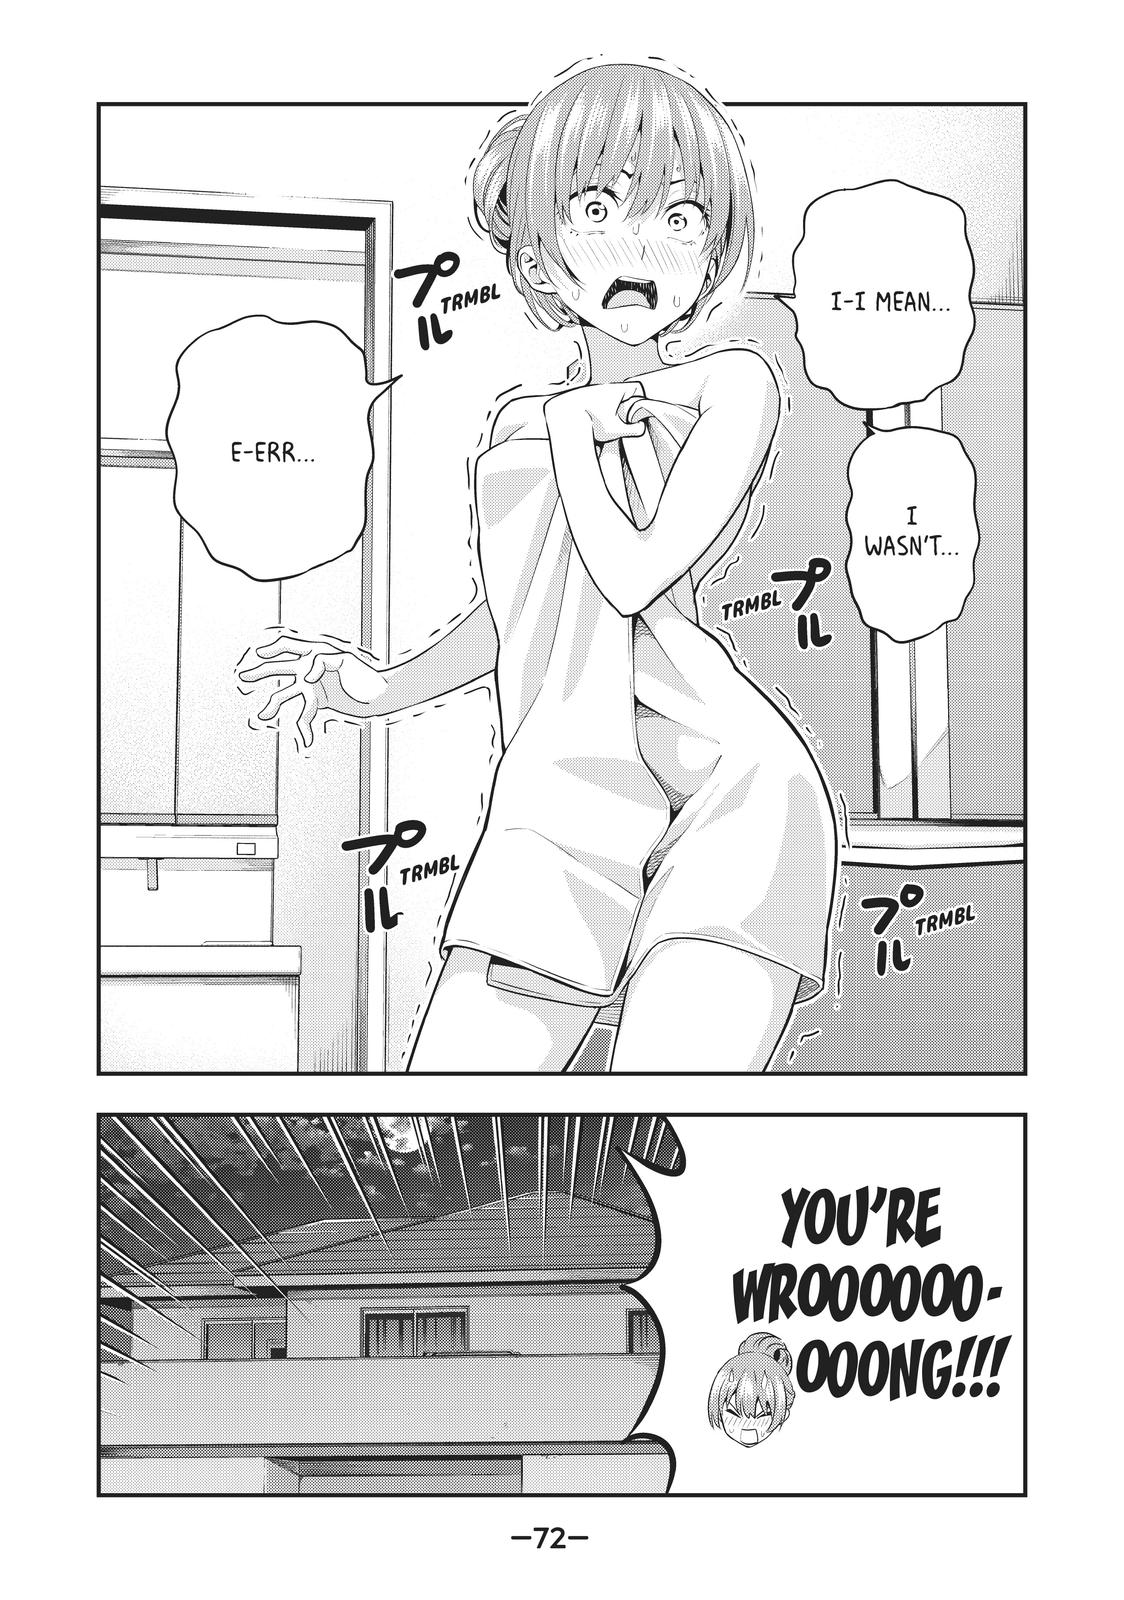 I-I MEAN...
I
WASN'T...
E-ERR...
プル
TRMBL
プル
TRMBL
プル
TRMBL
プル
TRMBL
YOU'RE
WROOOOOO-
OOONG!!!
—72—